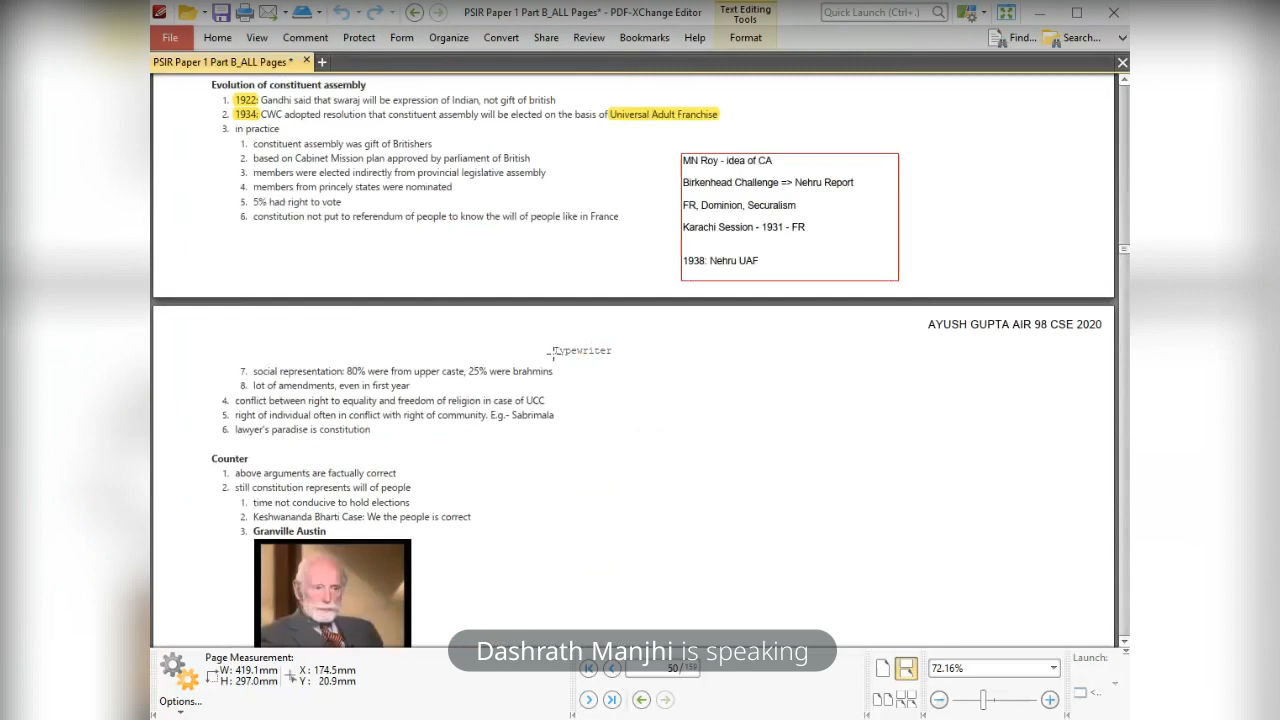 PSIR Paper 1 Part B_ALL Pages* - PDF-XChange Editor
Text Editing Tools
Quick Launch (Ctrl+.)
File Home View Comment Protect Form Organize Convert Share Review Bookmarks Help Format
Find... Search...
PSIR Paper 1 Part B_ALL Pages *
Evolution of constituent assembly
1. 1922: Gandhi said that swaraj will be expression of Indian, not gift of british
2. 1934: CWC adopted resolution that constituent assembly will be elected on the basis of Universal Adult Franchise
3. in practice
1. constituent assembly was gift of Britishers
2. based on Cabinet Mission plan approved by parliament of British
3. members were elected indirectly from provincial legislative assembly
4. members from princely states were nominated
5. 5% had right to vote
6. constitution not put to referendum of people to know the will of people like in France
MN Roy - idea of CA
Birkenhead Challenge => Nehru Report
FR, Dominion, Securalism
Karachi Session - 1931 - FR
1938: Nehru UAF
AYUSH GUPTA AIR 98 CSE 2020
Typewriter
7. social representation: 80% were from upper caste, 25% were brahmins
8. lot of amendments, even in first year
4. conflict between right to equality and freedom of religion in case of UCC
5. right of individual often in conflict with right of community. E.g.- Sabrimala
6. lawyer's paradise is constitution
Counter
1. above arguments are factually correct
2. still constitution represents will of people
1. time not conducive to hold elections
2. Keshwananda Bharti Case: We the people is correct
3. Granville Austin
Dashrath Manjhi is speaking
Page Measurement:
W: 419.1mm X: 174.5mm
H: 297.0mm Y: 20.9mm
Options...
50 / 159
72.16%
Launch: